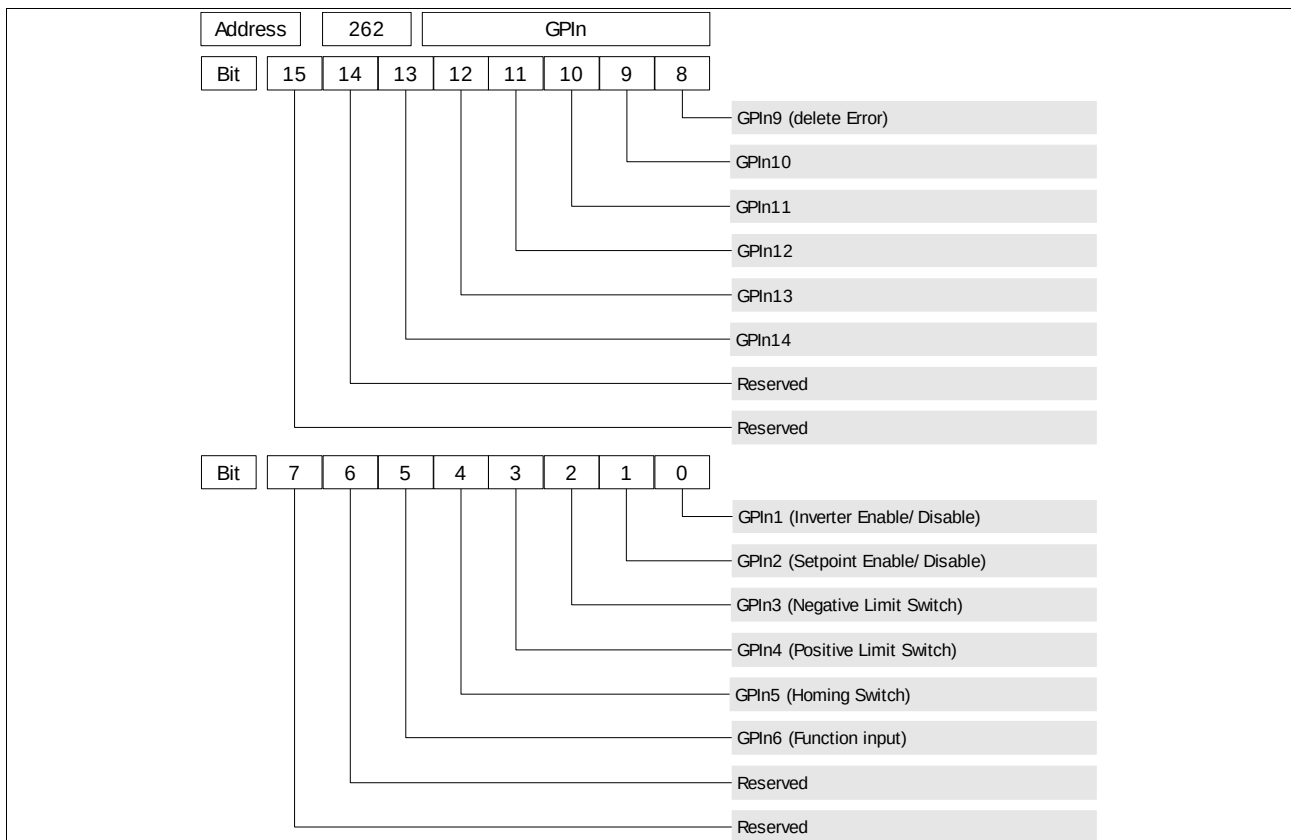 Address 262 GPIn
Bit 15 14 13 12 11 10 9 8
GPIn9 (delete Error)
GPIn10
GPIn11
GPIn12
GPIn13
GPIn14
Reserved
Reserved
Bit 7 6 5 4 3 2 1 0
GPIn1 (Inverter Enable/ Disable)
GPIn2 (Setpoint Enable/ Disable)
GPIn3 (Negative Limit Switch)
GPIn4 (Positive Limit Switch)
GPIn5 (Homing Switch)
GPIn6 (Function input)
Reserved
Reserved